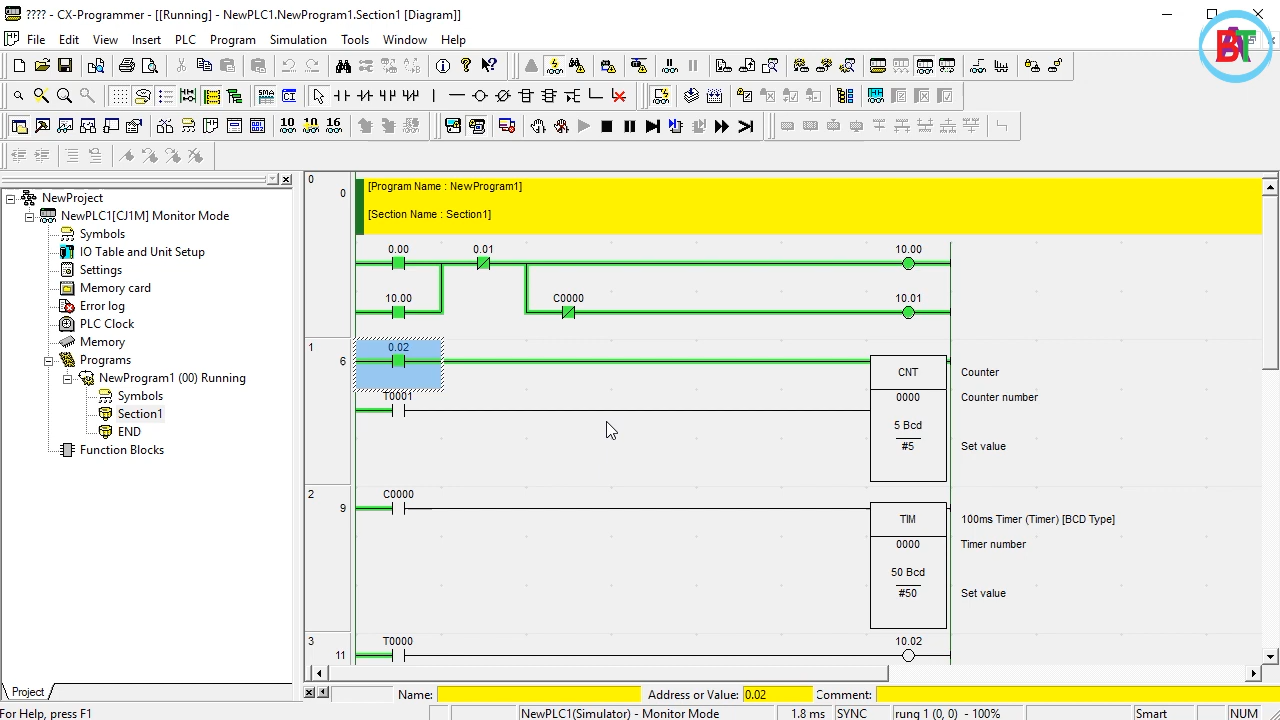 ???? - CX-Programmer - [[Running] - NewPLC1.NewProgram1.Section1 [Diagram]]
File Edit View Insert PLC Program Simulation Tools Window Help
SMA CI
10 10 16
NewProject
NewPLC1[CJ1M] Monitor Mode
Symbols
IO Table and Unit Setup
Settings
Memory card
Error log
PLC Clock
Memory
Programs
NewProgram1 (00) Running
Symbols
Section1
END
Function Blocks
Project
0 0
[Program Name : NewProgram1]
[Section Name : Section1]
0.00 0.01 10.00
10.00 C0000 10.01
1 6
0.02
CNT Counter
T0001 0000 Counter number
5 Bcd
#5 Set value
2 9
C0000
TIM 100ms Timer (Timer) [BCD Type]
0000 Timer number
50 Bcd
#50 Set value
3 11
T0000 10.02
Name: Address or Value: 0.02 Comment:
For Help, press F1 NewPLC1(Simulator) - Monitor Mode 1.8 ms SYNC rung 1 (0, 0) - 100% Smart NUM